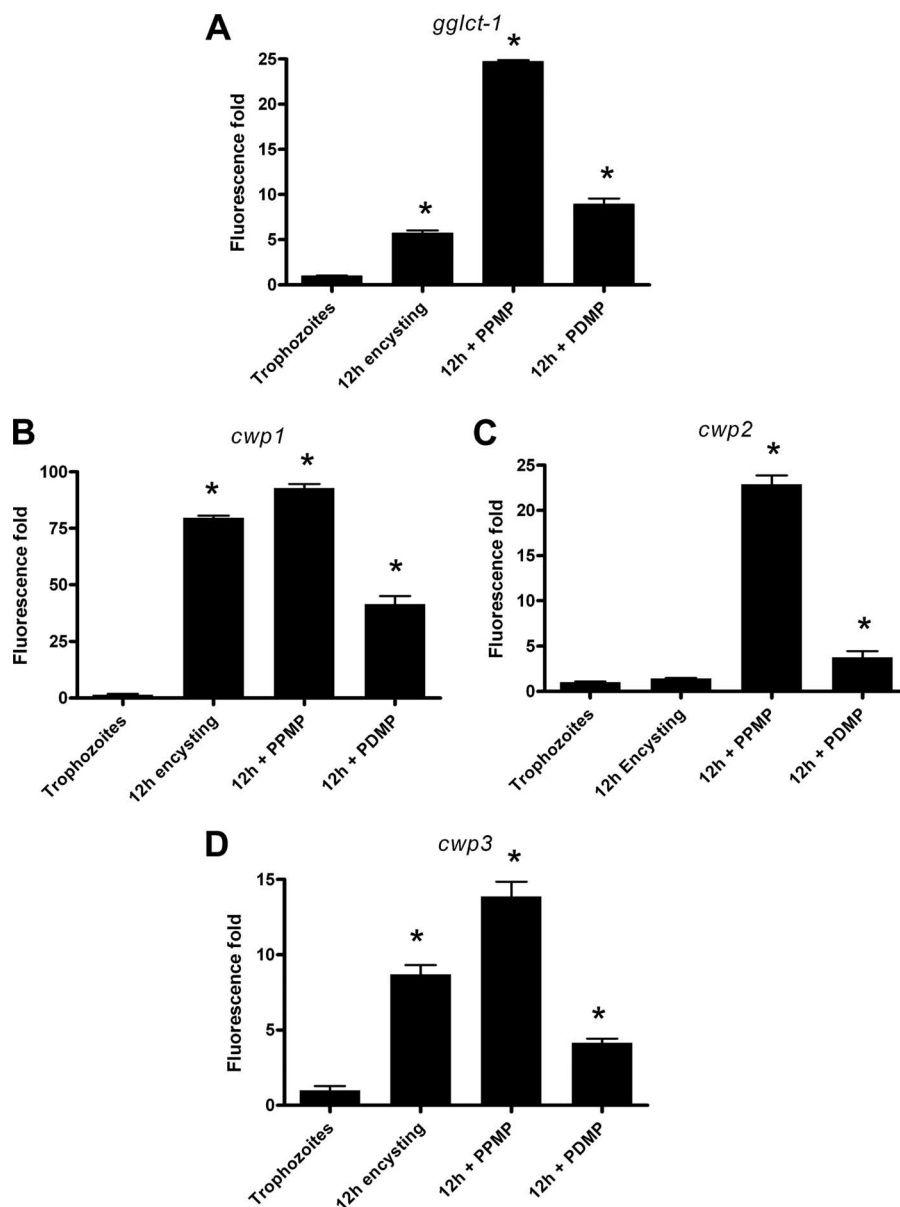 A
gglct-1
Fluorescence fold
25
20
15
10
5
0
*
*
*
Trophozoites
12h encysting
12h + PPMP
12h + PDMP
B
cwp1
Fluorescence fold
100
75
50
25
0
*
*
*
Trophozoites
12h encysting
12h + PPMP
12h + PDMP
C
cwp2
Fluorescence fold
25
20
15
10
5
0
*
*
Trophozoites
12h Encysting
12h + PPMP
12h + PDMP
D
cwp3
Fluorescence fold
15
10
5
0
*
*
*
Trophozoites
12h encysting
12h + PPMP
12h + PDMP